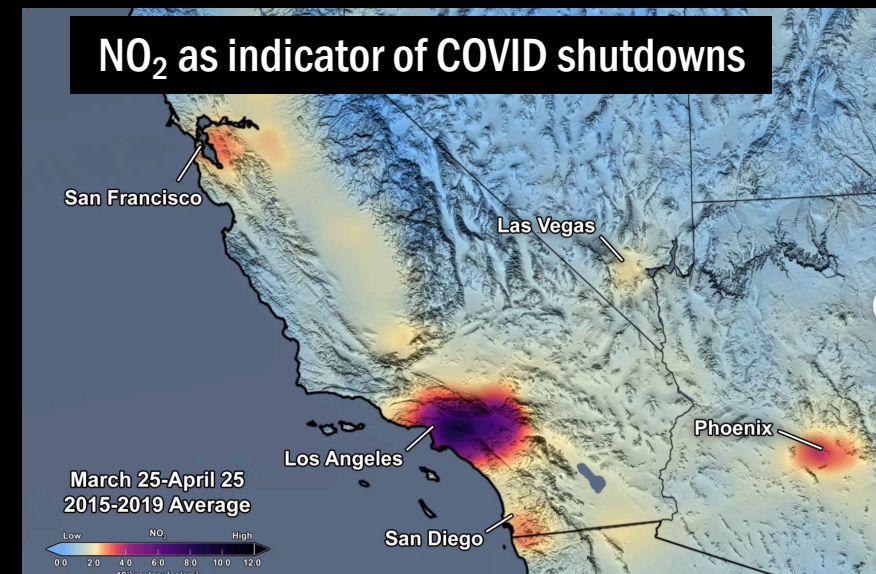 NO₂ as indicator of COVID shutdowns
San Francisco
Las Vegas
Phoenix
Los Angeles
San Diego
March 25-April 25
2015-2019 Average
Low NO₂ High
0.0 2.0 4.0 6.0 8.0 10.0 12.0